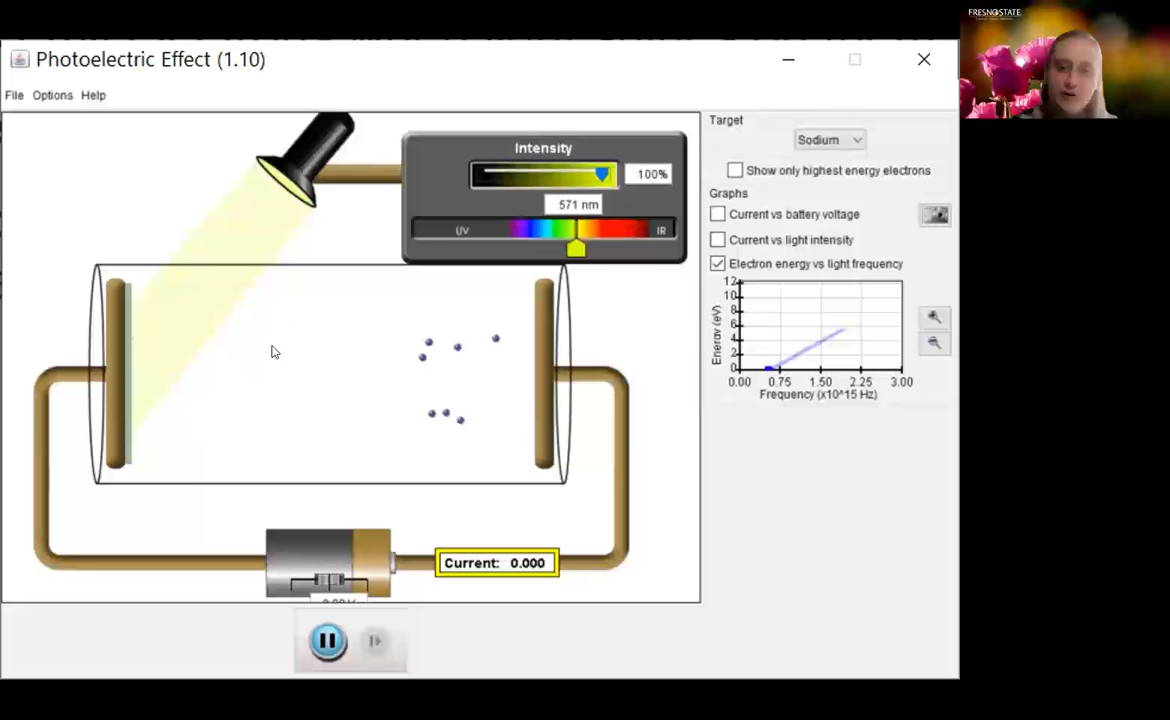 FRESN★STATE
Photoelectric Effect (1.10)
File Options Help
Intensity
100%
571 nm
UV
IR
Current: 0.000
Target
Sodium
Show only highest energy electrons
Graphs
Current vs battery voltage
Current vs light intensity
Electron energy vs light frequency
12
10
8
6
4
2
0
Energy (eV)
0.00 0.75 1.50 2.25 3.00
Frequency (x10^15 Hz)